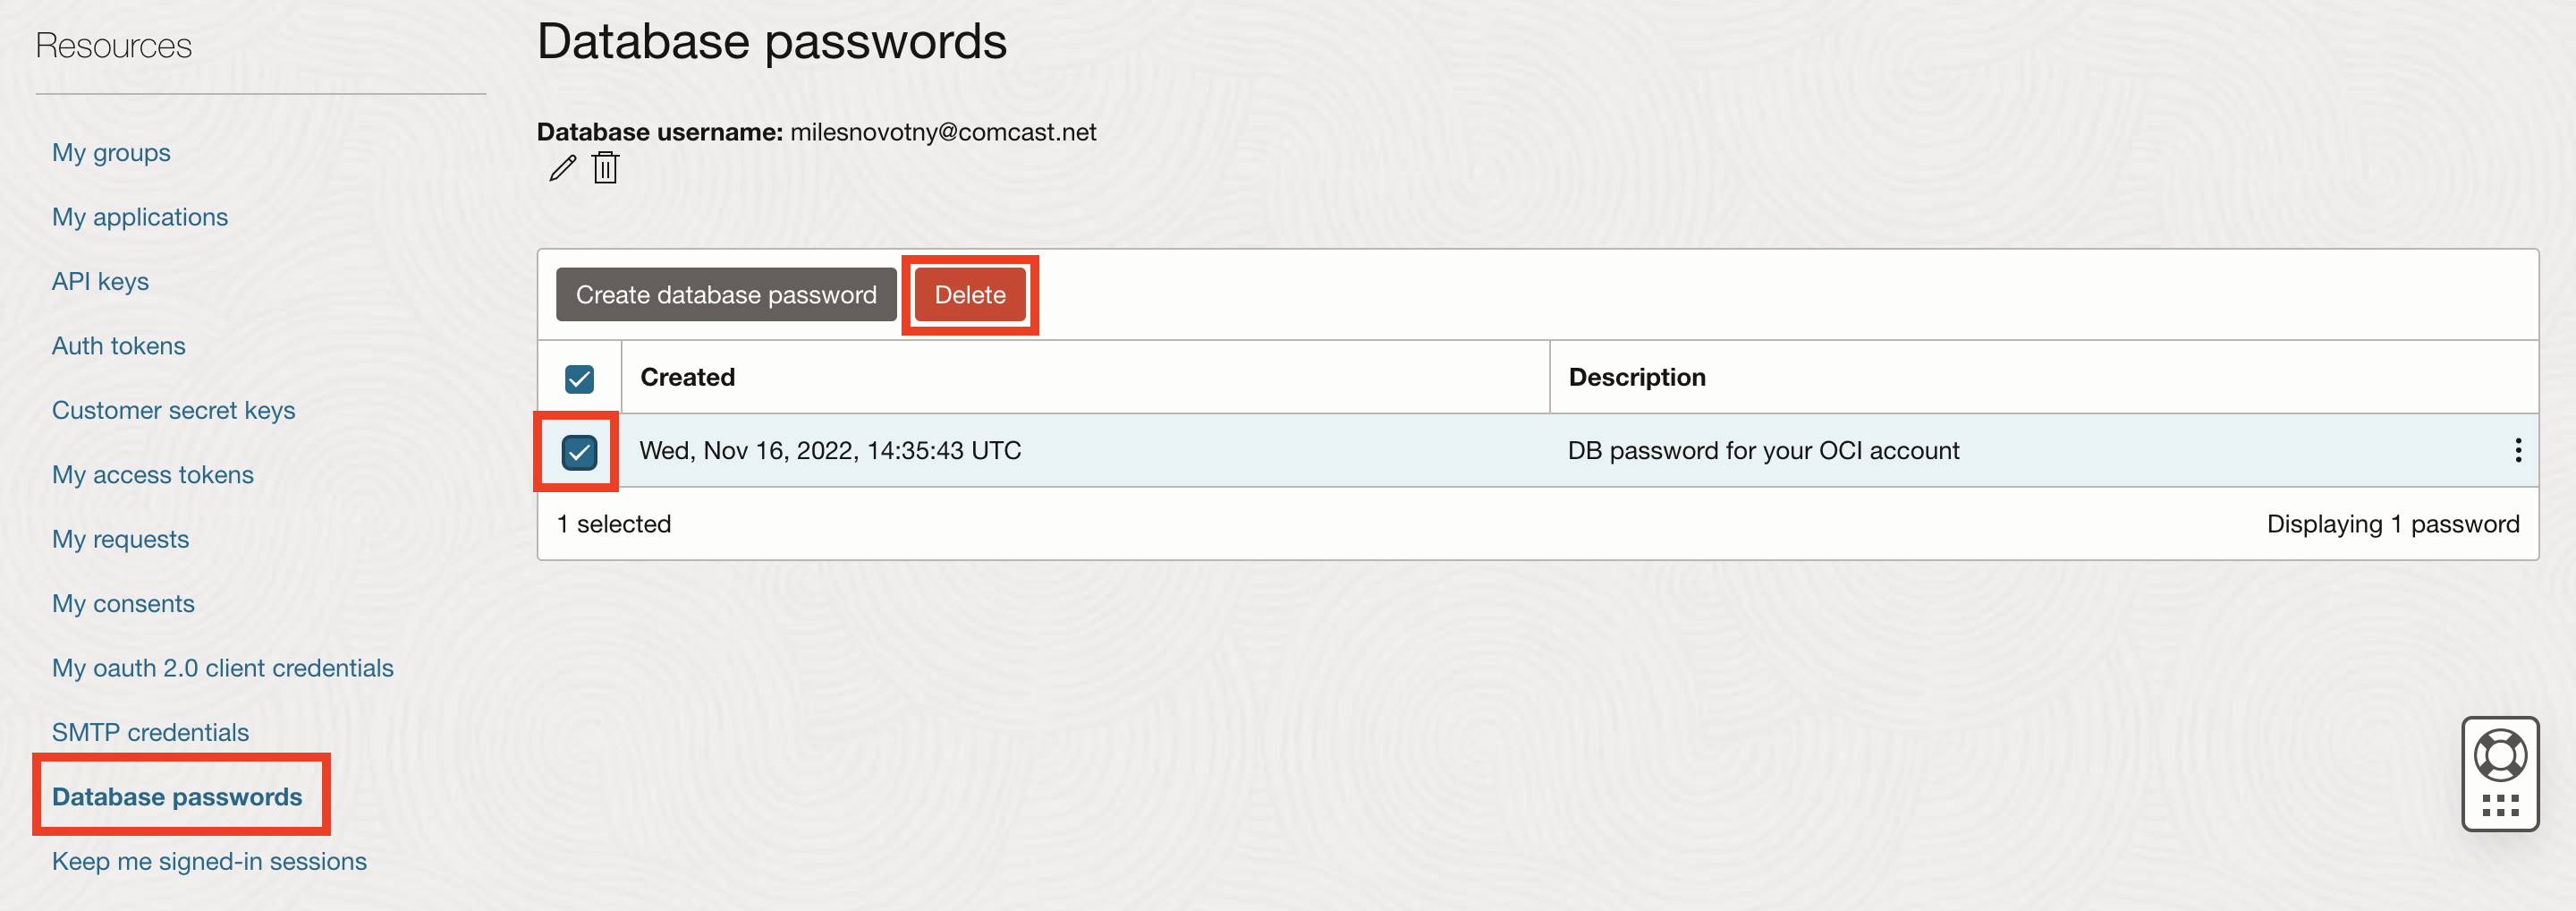 Resources
My groups
My applications
API keys
Auth tokens
Customer secret keys
My access tokens
My requests
My consents
My oauth 2.0 client credentials
SMTP credentials
Database passwords
Keep me signed-in sessions
Database passwords
Database username: milesnovotny@comcast.net
Create database password Delete
Created Description
Wed, Nov 16, 2022, 14:35:43 UTC DB password for your OCI account
1 selected Displaying 1 password